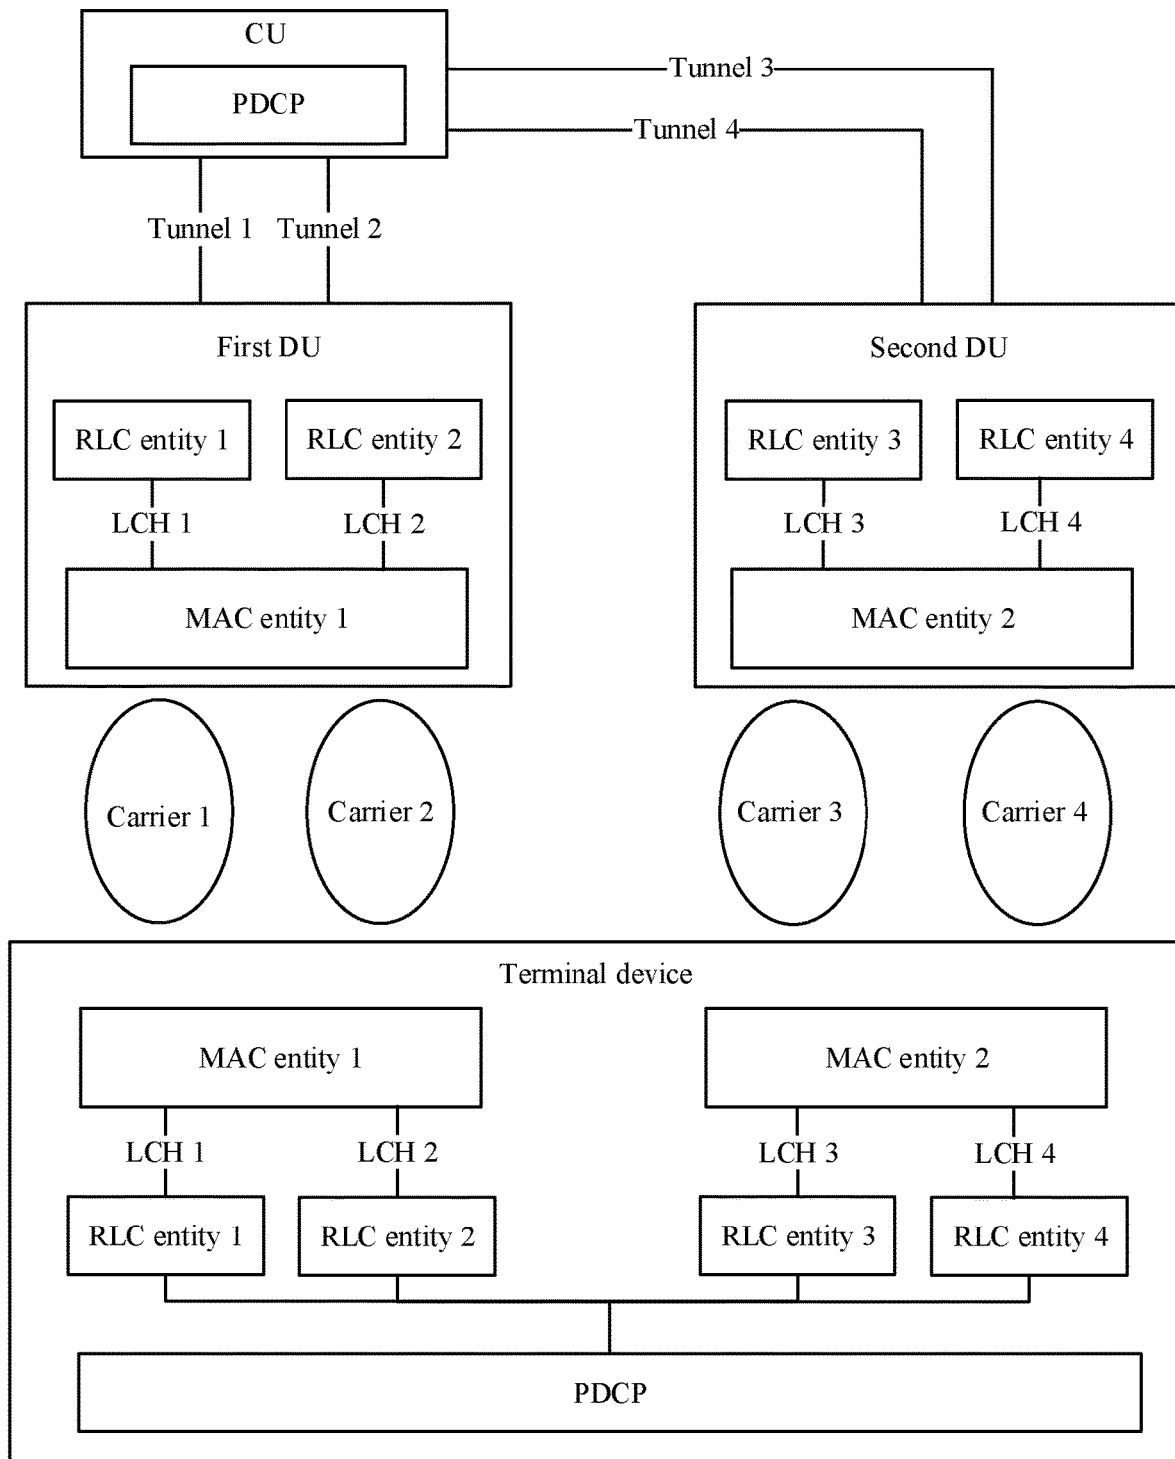 CU
PDCP
Tunnel 3
Tunnel 4
Tunnel 1 Tunnel 2
First DU
Second DU
RLC entity 1 RLC entity 2
RLC entity 3 RLC entity 4
LCH 1 LCH 2
LCH 3 LCH 4
MAC entity 1
MAC entity 2
Carrier 1 Carrier 2 Carrier 3 Carrier 4
Terminal device
MAC entity 1 MAC entity 2
LCH 1 LCH 2 LCH 3 LCH 4
RLC entity 1 RLC entity 2 RLC entity 3 RLC entity 4
PDCP